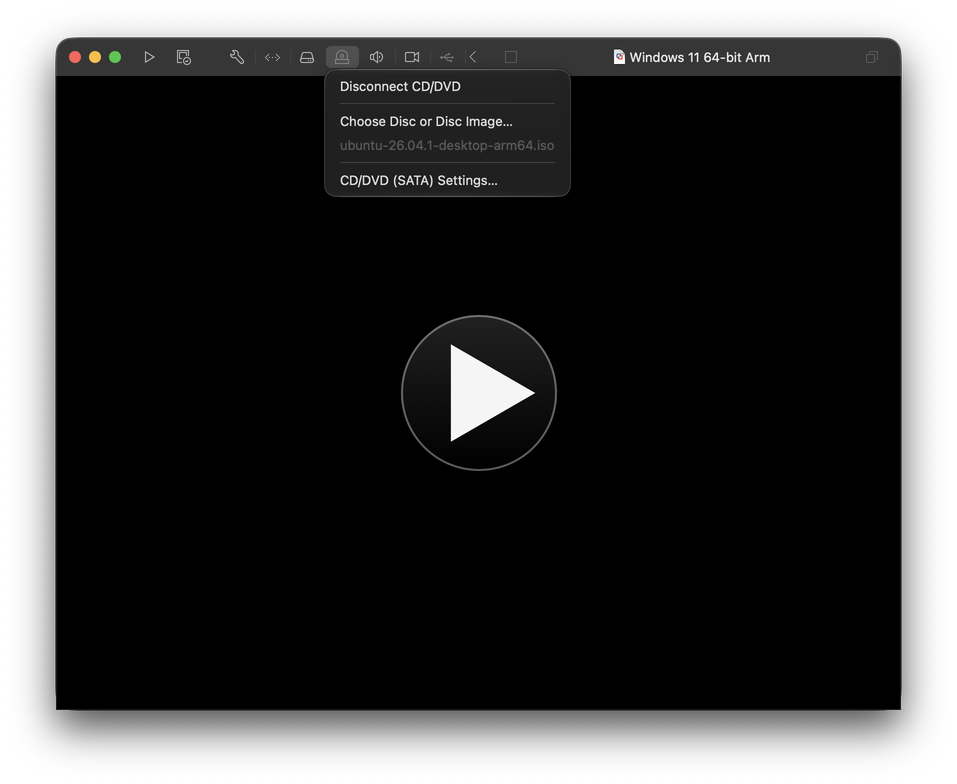 Windows 11 64-bit Arm
Disconnect CD/DVD
Choose Disc or Disc Image...
ubuntu-26.04.1-desktop-arm64.iso
CD/DVD (SATA) Settings...